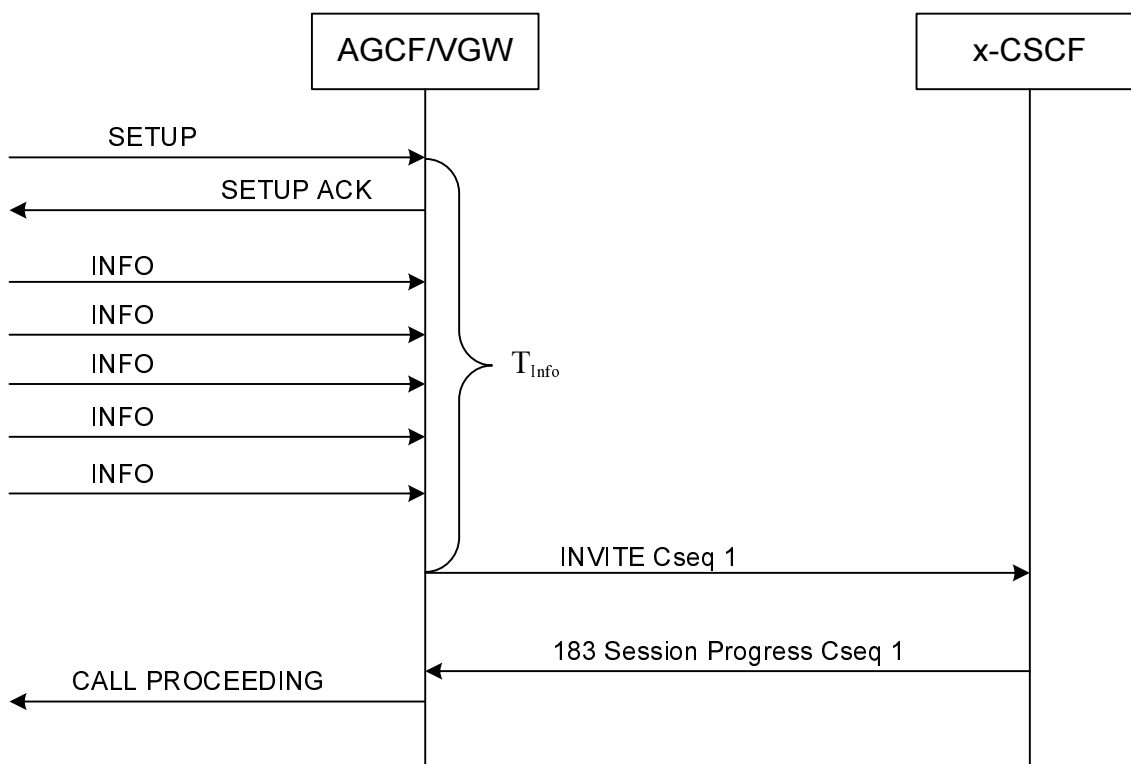 AGCF/VGW
x-CSCF
SETUP
SETUP ACK
INFO
INFO
INFO
TInfo
INFO
INFO
INVITE Cseq 1
183 Session Progress Cseq 1
CALL PROCEEDING